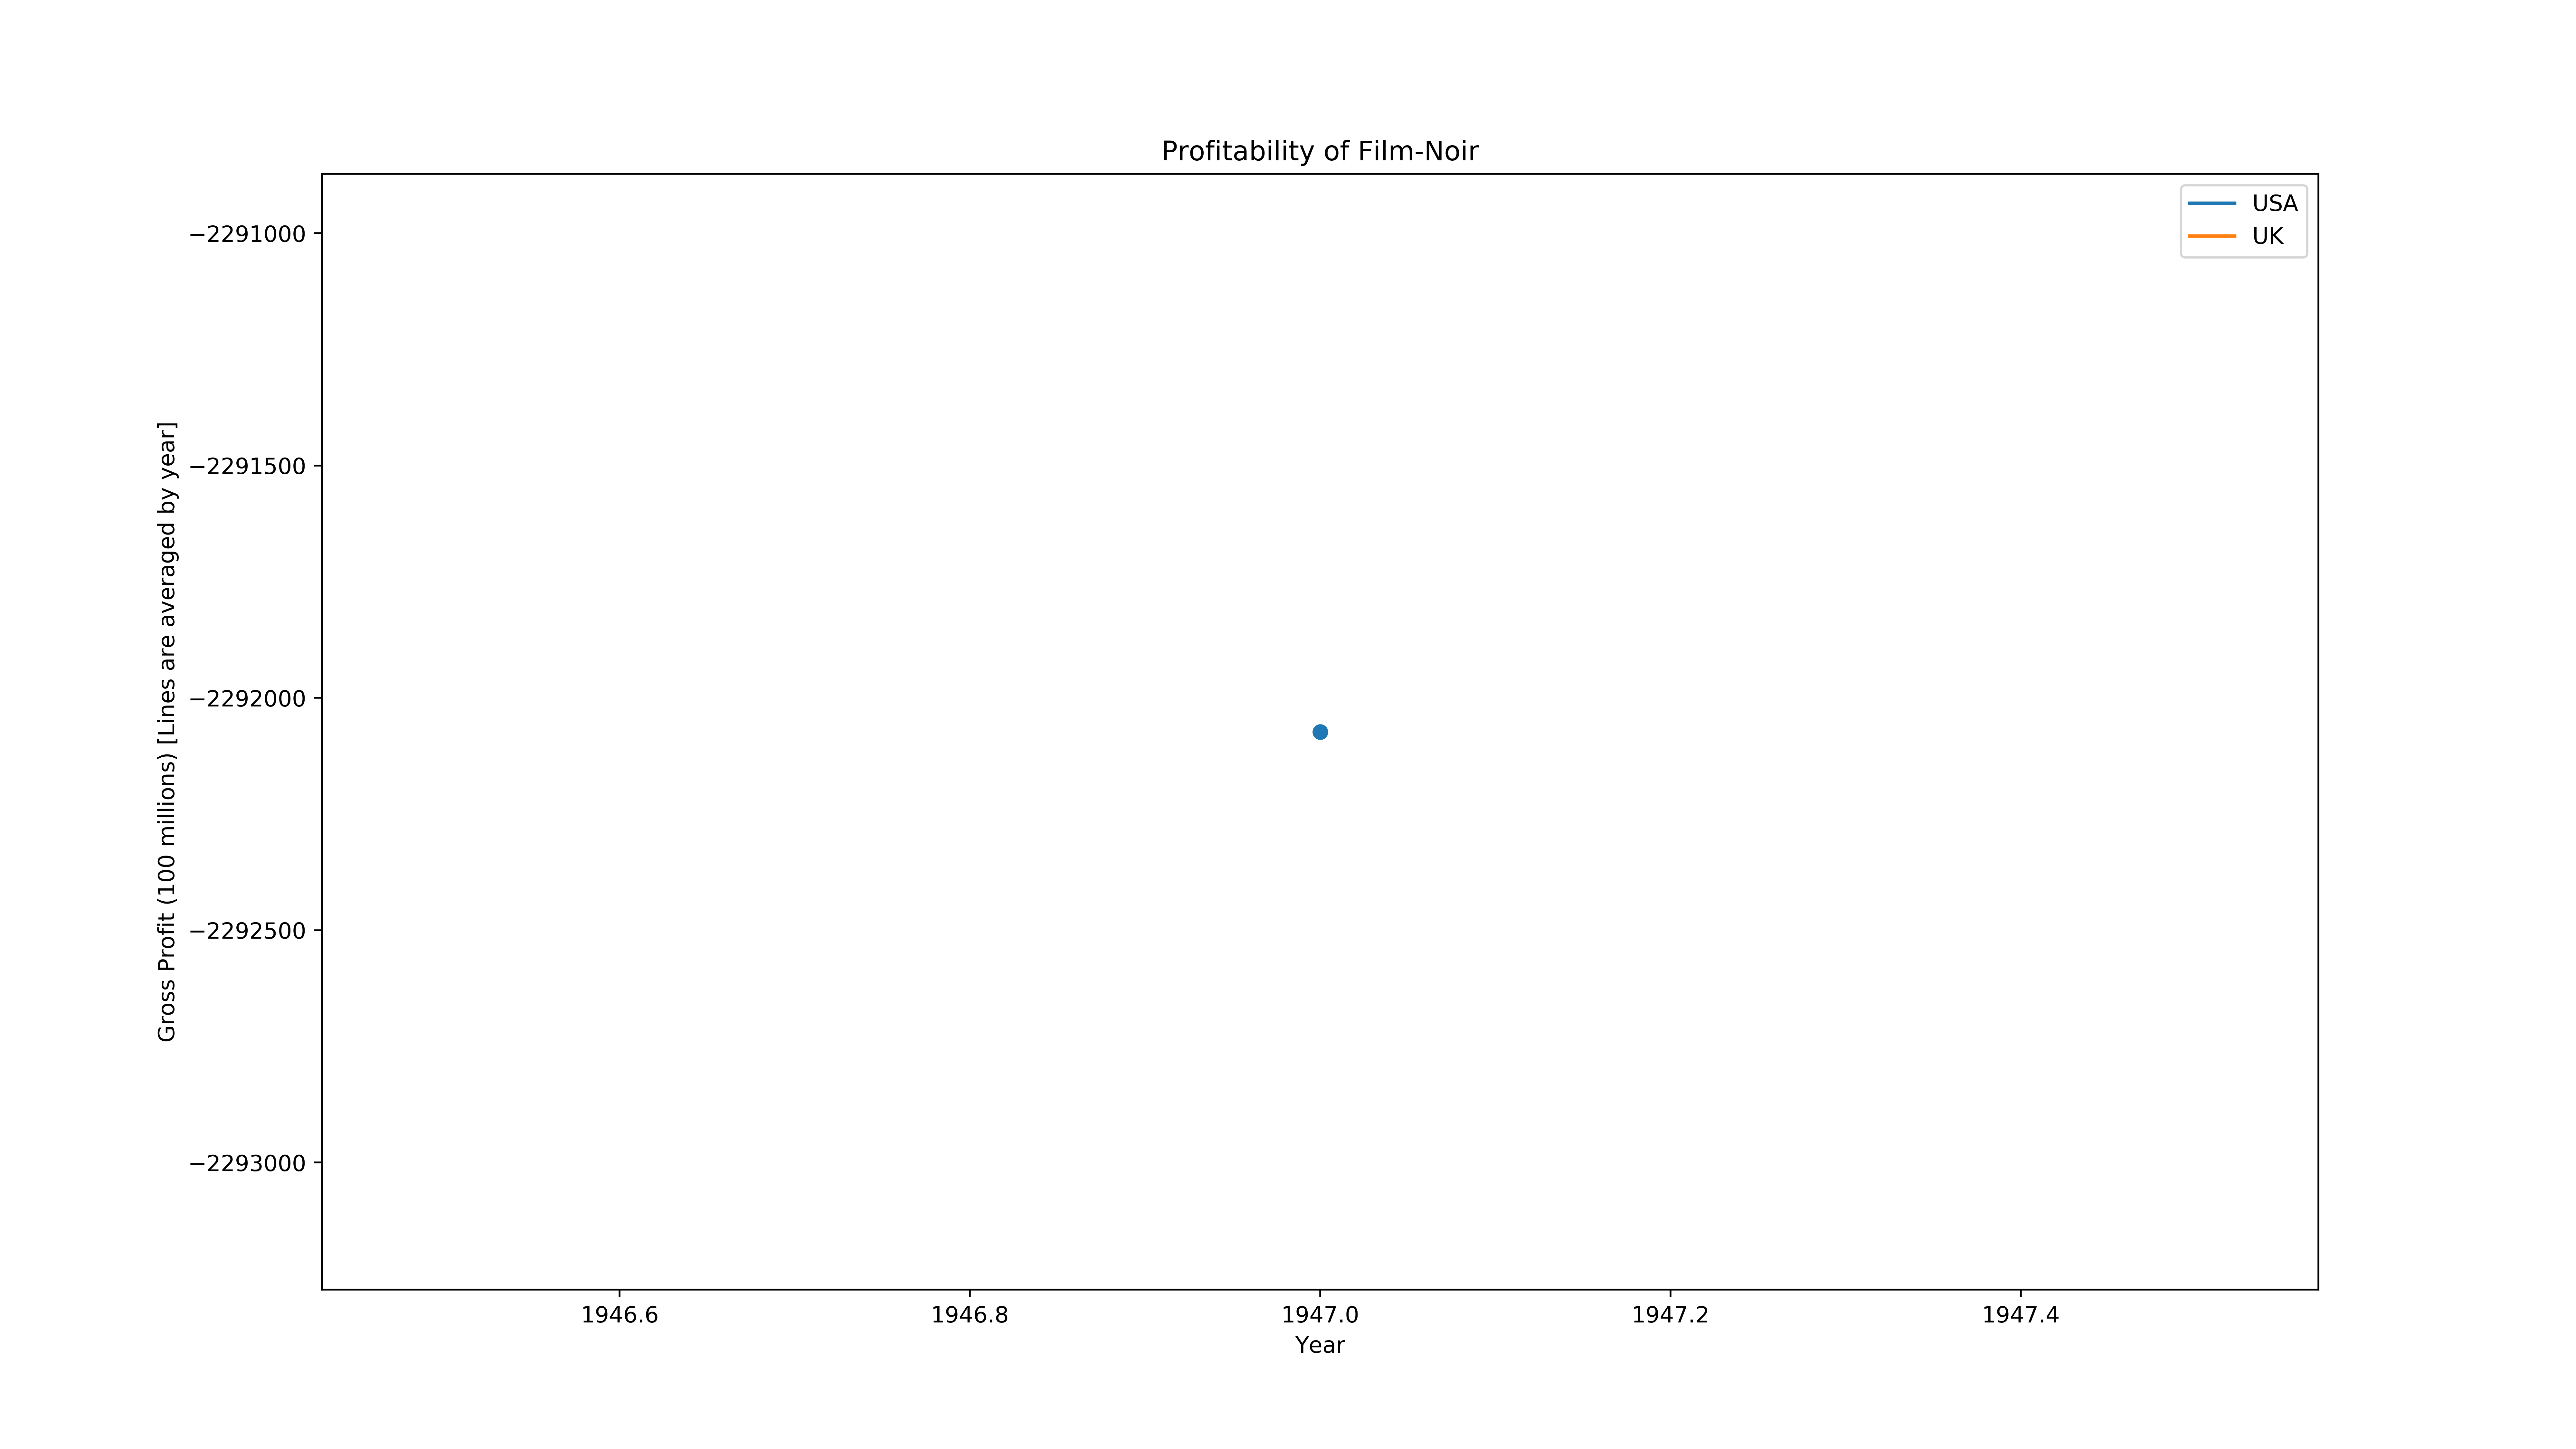 Profitability of Film-Noir
USA
UK
−2291000
−2291500
−2292000
−2292500
−2293000
Gross Profit (100 millions) [Lines are averaged by year]
1946.6
1946.8
1947.0
1947.2
1947.4
Year